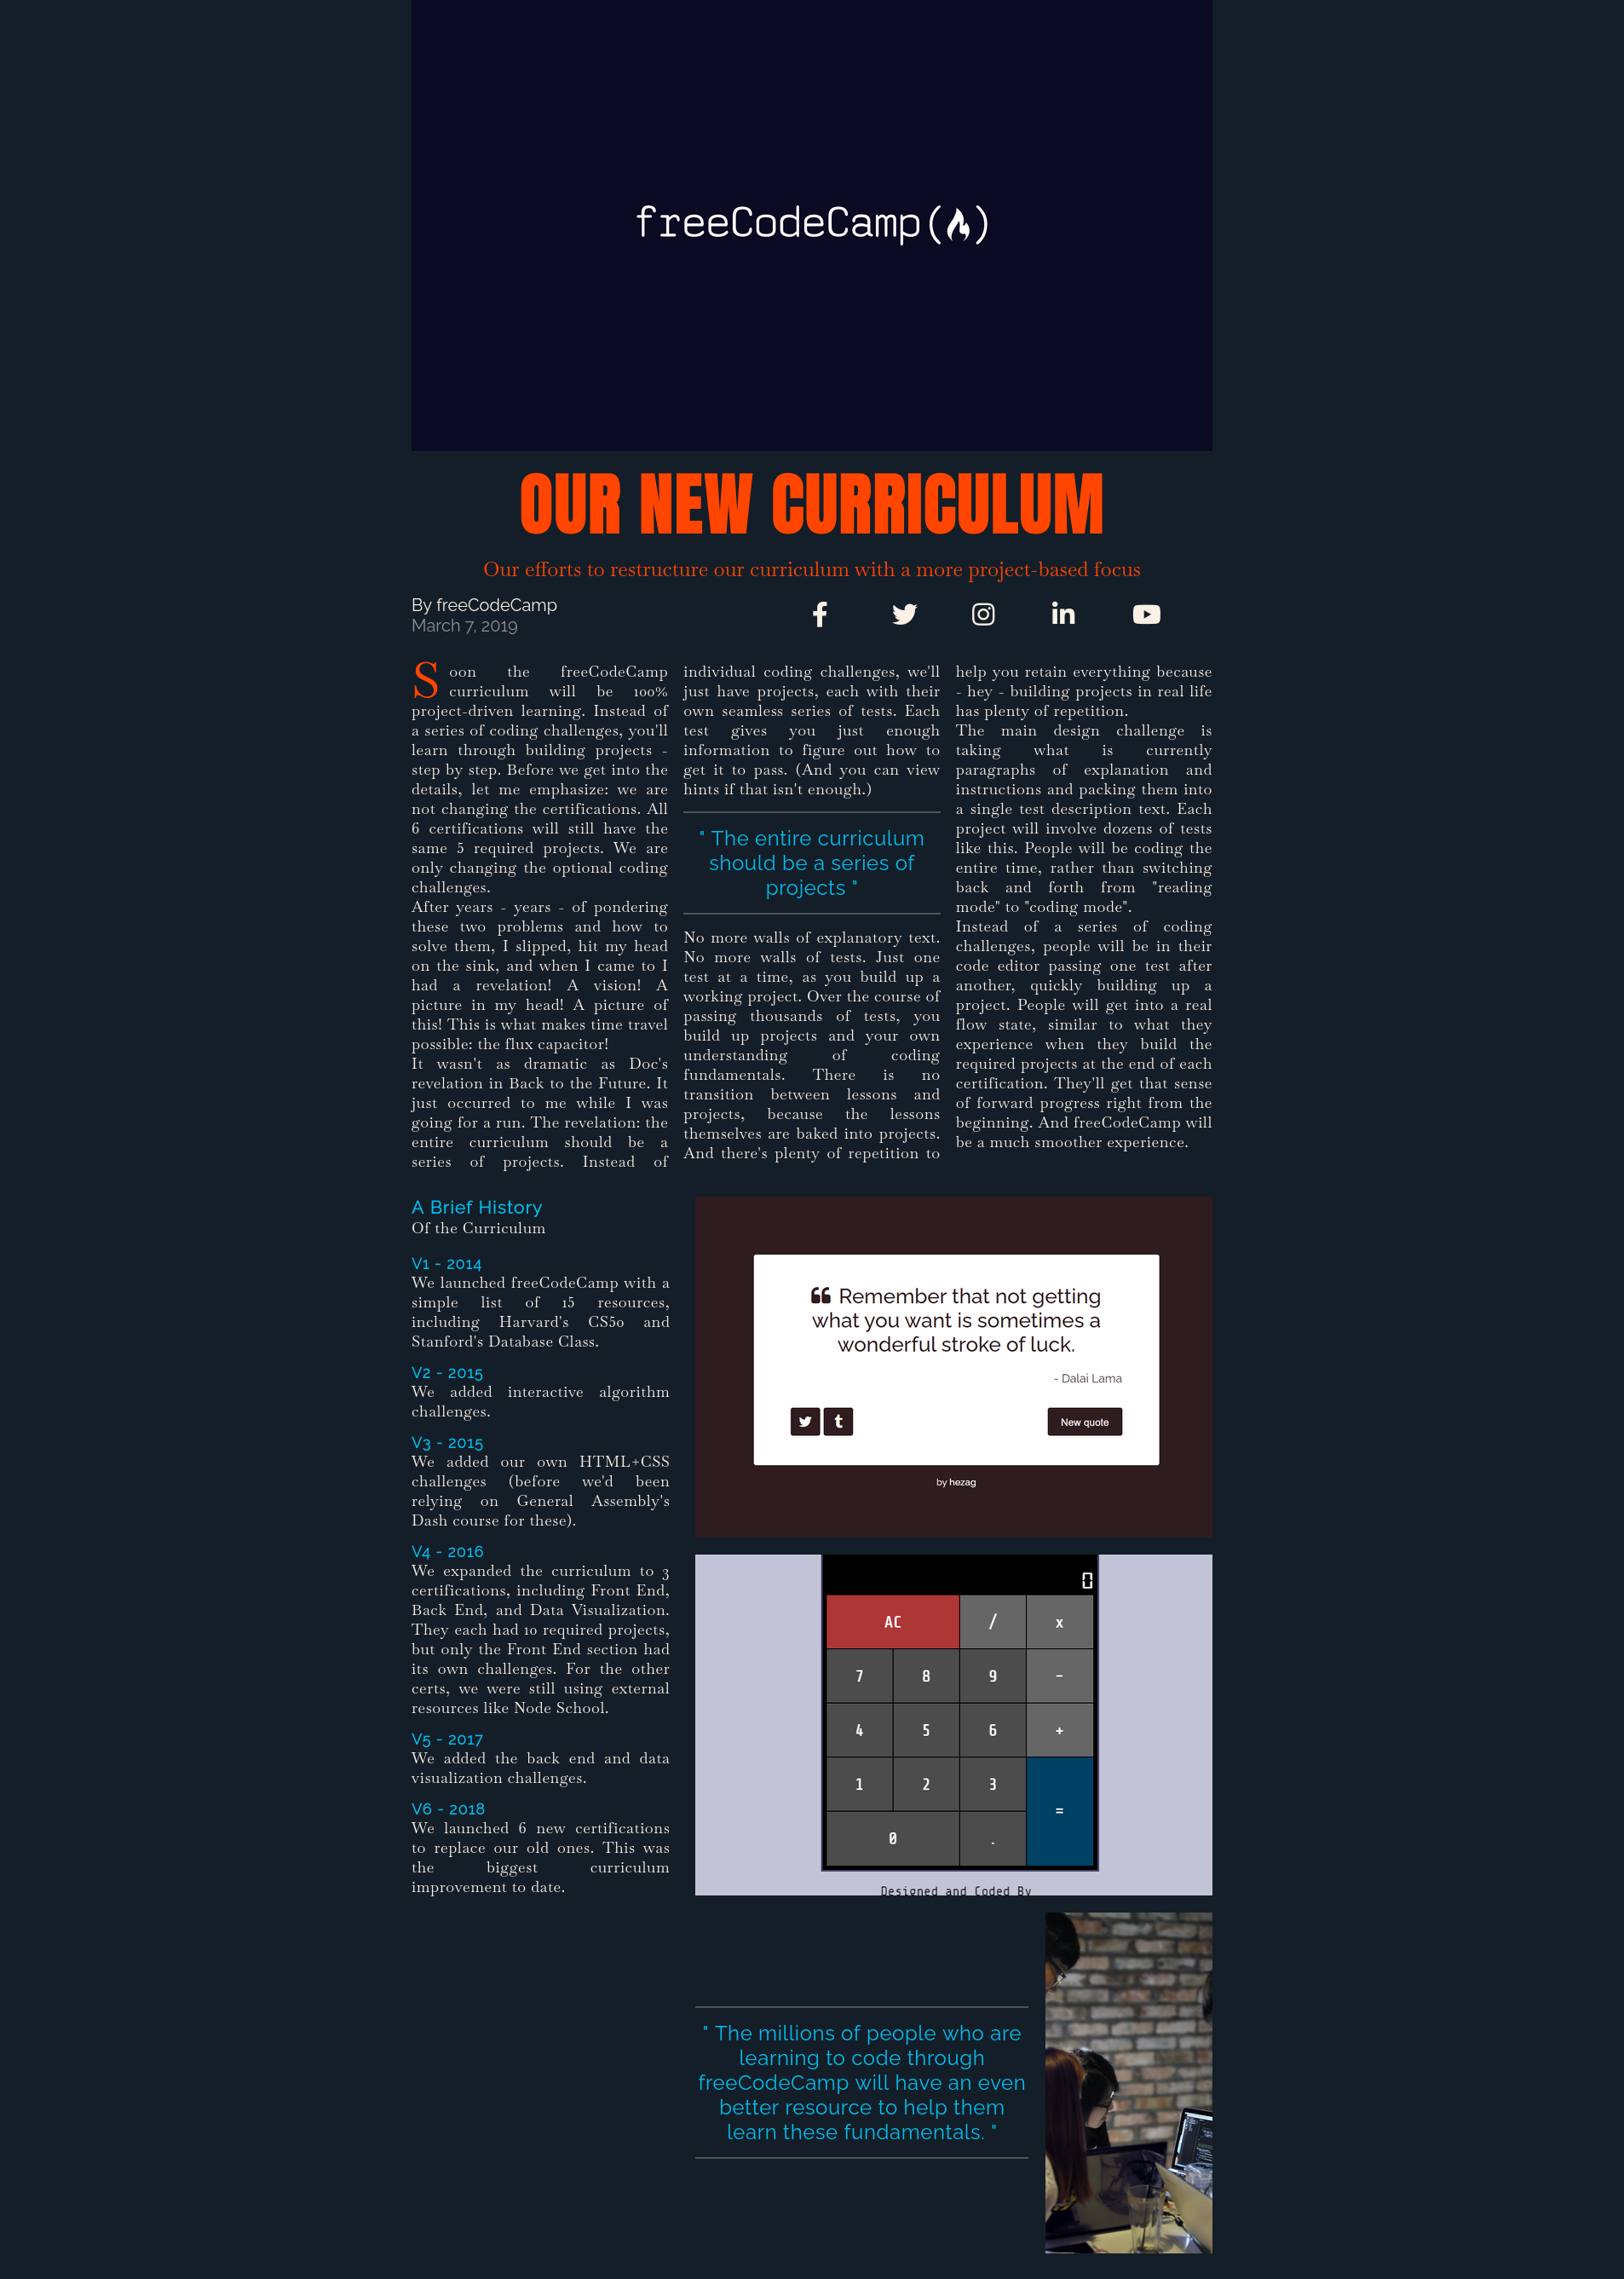 freeCodeCamp()
OUR NEW CURRICULUM
Our efforts to restructure our curriculum with a more project-based focus
By freeCodeCamp
March 7, 2019
Soon the freeCodeCamp
curriculum will be 100%
project-driven learning. Instead of
a series of coding challenges, you'll
learn through building projects -
step by step. Before we get into the
details, let me emphasize: we are
not changing the certifications. All
6 certifications will still have the
same 5 required projects. We are
only changing the optional coding
challenges.
After years - years - of pondering
these two problems and how to
solve them, I slipped, hit my head
on the sink, and when I came to I
had a revelation! A vision! A
picture in my head! A picture of
this! This is what makes time travel
possible: the flux capacitor!
It wasn't as dramatic as Doc's
revelation in Back to the Future. It
just occurred to me while I was
going for a run. The revelation: the
entire curriculum should be a
series of projects. Instead of
individual coding challenges, we'll
just have projects, each with their
own seamless series of tests. Each
test gives you just enough
information to figure out how to
get it to pass. (And you can view
hints if that isn't enough.)
" The entire curriculum
should be a series of
projects "
No more walls of explanatory text.
No more walls of tests. Just one
test at a time, as you build up a
working project. Over the course of
passing thousands of tests, you
build up projects and your own
understanding of coding
fundamentals. There is no
transition between lessons and
projects, because the lessons
themselves are baked into projects.
And there's plenty of repetition to
help you retain everything because
- hey - building projects in real life
has plenty of repetition.
The main design challenge is
taking what is currently
paragraphs of explanation and
instructions and packing them into
a single test description text. Each
project will involve dozens of tests
like this. People will be coding the
entire time, rather than switching
back and forth from "reading
mode" to "coding mode".
Instead of a series of coding
challenges, people will be in their
code editor passing one test after
another, quickly building up a
project. People will get into a real
flow state, similar to what they
experience when they build the
required projects at the end of each
certification. They'll get that sense
of forward progress right from the
beginning. And freeCodeCamp will
be a much smoother experience.
A Brief History
Of the Curriculum
V1 - 2014
We launched freeCodeCamp with a
simple list of 15 resources,
including Harvard's CS50 and
Stanford's Database Class.
V2 - 2015
We added interactive algorithm
challenges.
V3 - 2015
We added our own HTML+CSS
challenges (before we'd been
relying on General Assembly's
Dash course for these).
V4 - 2016
We expanded the curriculum to 3
certifications, including Front End,
Back End, and Data Visualization.
They each had 10 required projects,
but only the Front End section had
its own challenges. For the other
certs, we were still using external
resources like Node School.
V5 - 2017
We added the back end and data
visualization challenges.
V6 - 2018
We launched 6 new certifications
to replace our old ones. This was
the biggest curriculum
improvement to date.
Remember that not getting
what you want is sometimes a
wonderful stroke of luck.
- Dalai Lama
New quote
by hezag
0
AC / x
7 8 9 -
4 5 6 +
1 2 3 =
0 .
Designed and Coded By
" The millions of people who are
learning to code through
freeCodeCamp will have an even
better resource to help them
learn these fundamentals. "